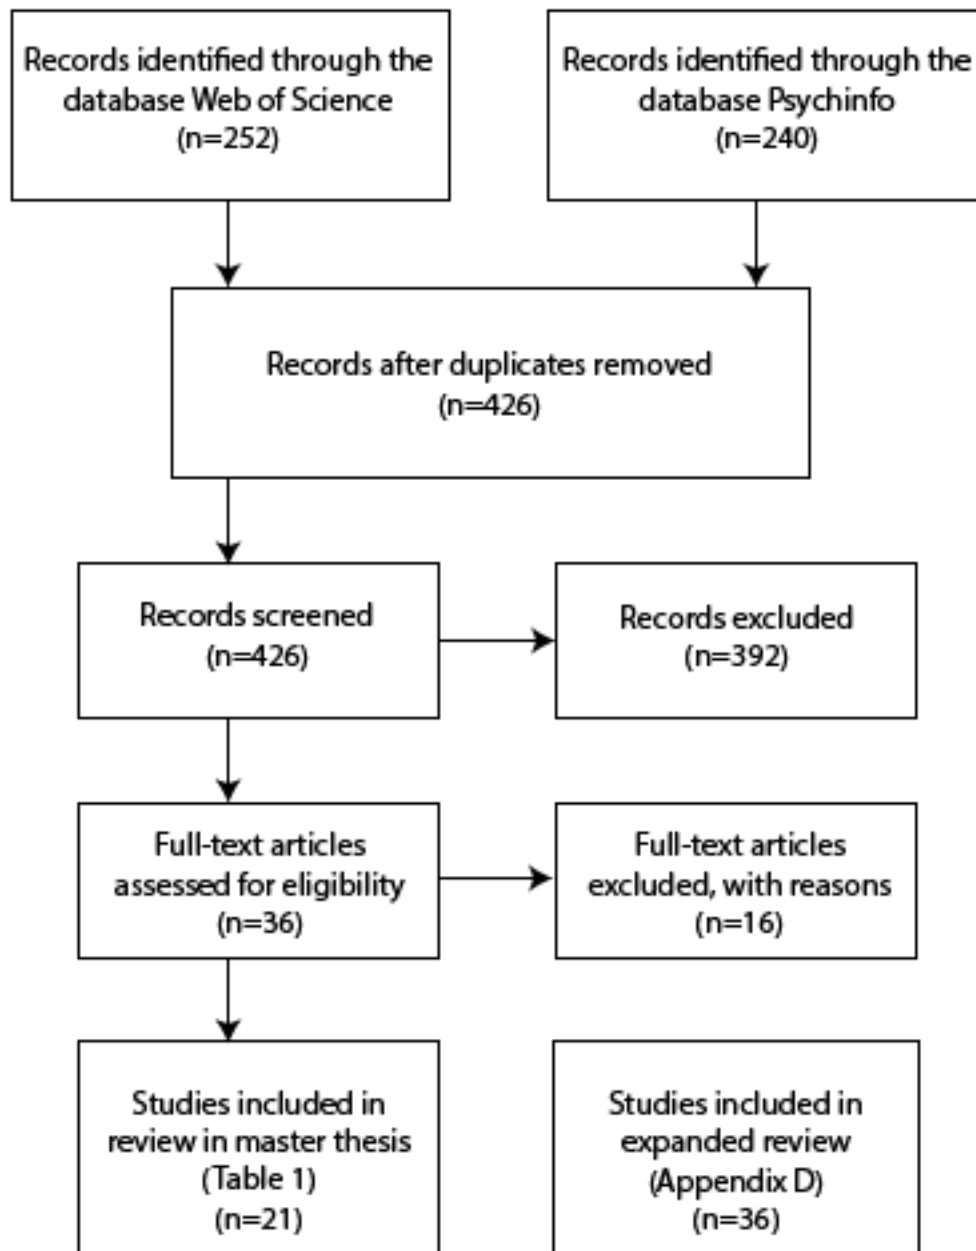 Records identified through the
database Web of Science
(n=252)
Records identified through the
database Psychinfo
(n=240)
Records after duplicates removed
(n=426)
Records screened
(n=426)
Records excluded
(n=392)
Full-text articles
assessed for eligibility
(n=36)
Full-text articles
excluded, with reasons
(n=16)
Studies included in
review in master thesis
(Table 1)
(n=21)
Studies included in
expanded review
(Appendix D)
(n=36)